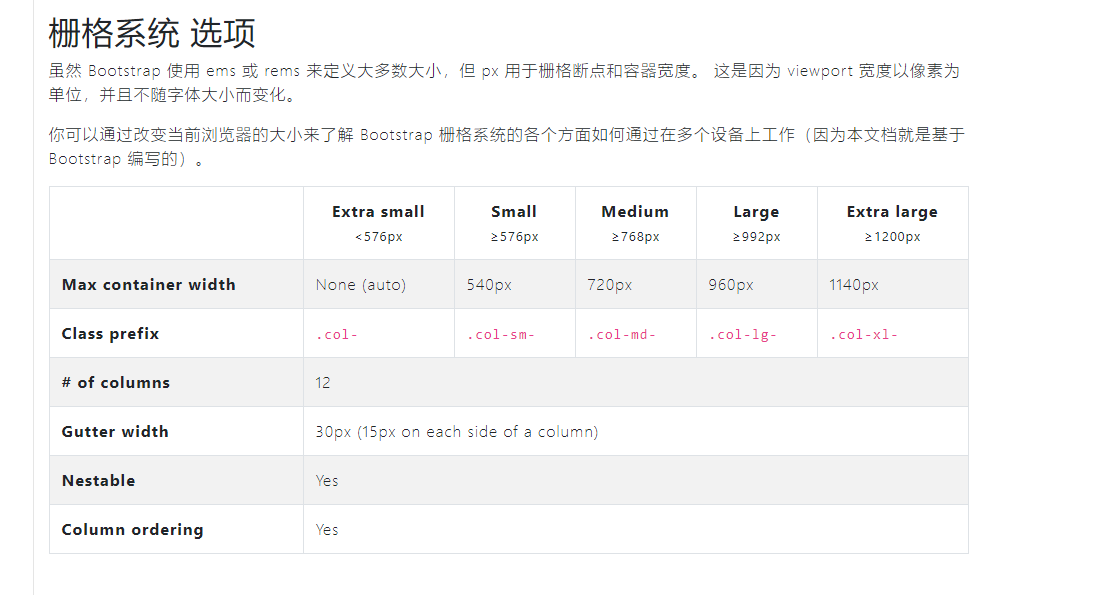 栅格系统 选项
虽然 Bootstrap 使用 ems 或 rems 来定义大多数大小，但 px 用于栅格断点和容器宽度。 这是因为 viewport 宽度以像素为
单位，并且不随字体大小而变化。
你可以通过改变当前浏览器的大小来了解 Bootstrap 栅格系统的各个方面如何通过在多个设备上工作（因为本文档就是基于
Bootstrap 编写的）。
Extra small Small Medium Large Extra large
<576px ≥576px ≥768px ≥992px ≥1200px
Max container width None (auto) 540px 720px 960px 1140px
Class prefix .col- .col-sm- .col-md- .col-lg- .col-xl-
# of columns 12
Gutter width 30px (15px on each side of a column)
Nestable Yes
Column ordering Yes